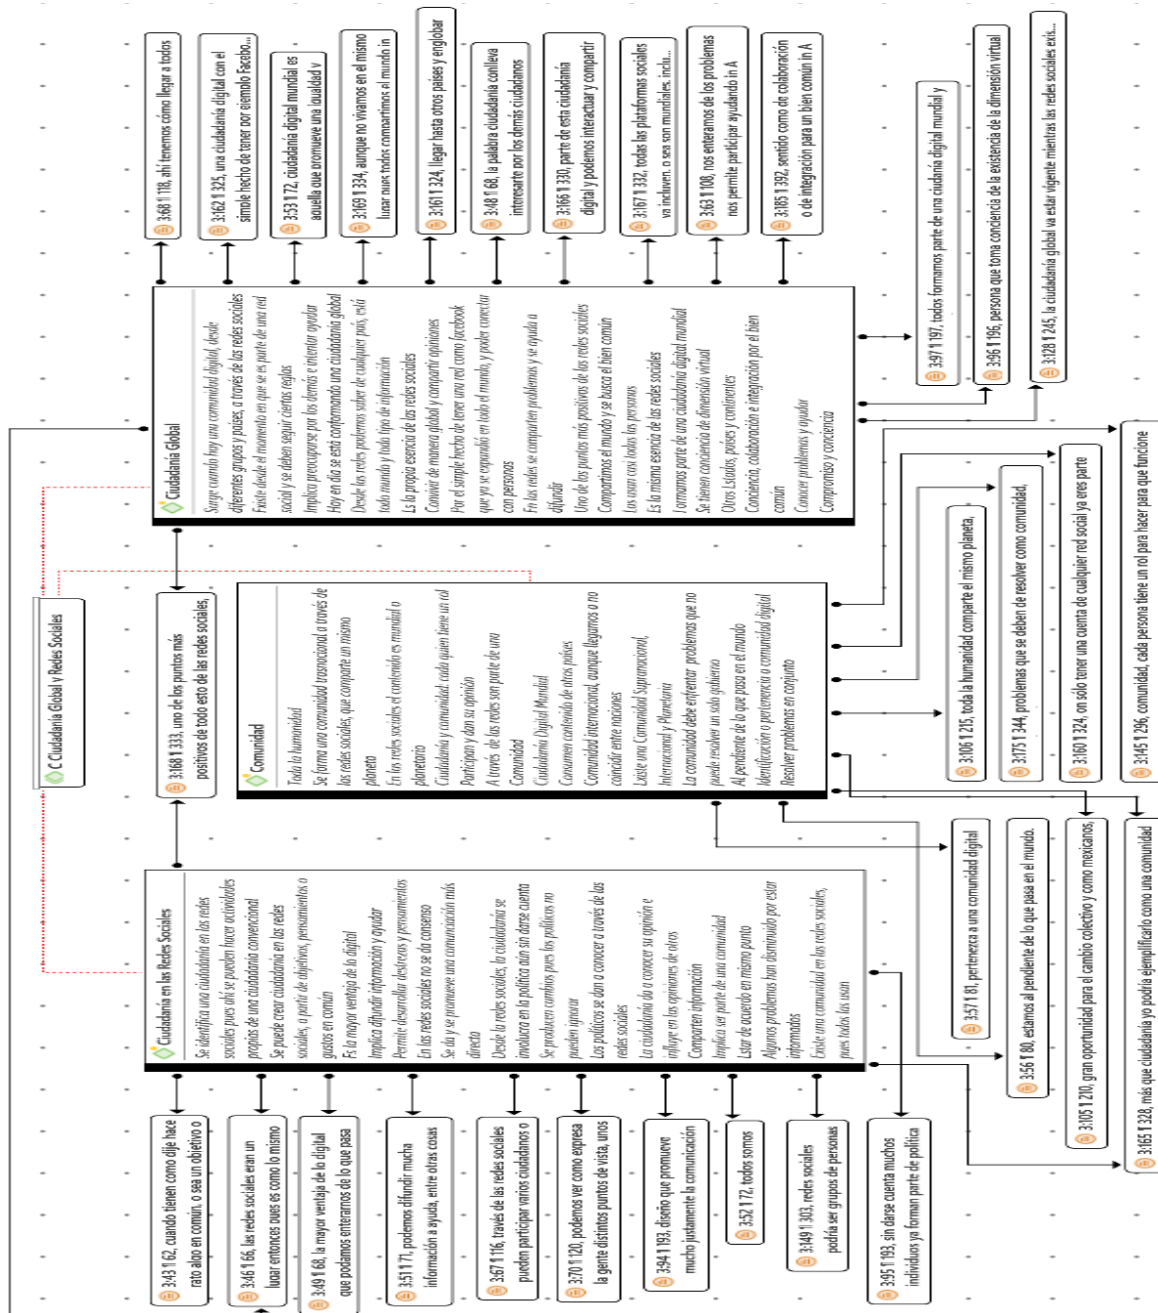 C Ciudadanía Global y Redes Sociales
3:43 ¶ 62, cuando tienen como dije hace
rato algo en común, o sea un objetivo o
3:46 ¶ 66, las redes sociales eran un
lugar entonces pues es como lo mismo
3:49 ¶ 68, la mayor ventaja de lo digital
que podamos enterarnos de lo que pasa
3:51 ¶ 71, podemos difundir mucha
información a ayuda, entre otras cosas
3:67 ¶ 116, través de las redes sociales
pueden participar varios ciudadanos o
3:70 ¶ 120, podemos ver como expresa
la gente distintos puntos de vista, unos
3:94 ¶ 193, diseño que promueve
mucho justamente la comunicación
3:52 ¶ 72, todos somos
3:149 ¶ 303, redes sociales
podría ser grupos de personas
3:95 ¶ 193, sin darse cuenta muchos
individuos ya forman parte de política
Ciudadanía en las Redes Sociales
Se identifica una ciudadanía en las redes
sociales pues ahí se pueden hacer actividades
propias de una ciudadanía convencional
Se puede crear ciudadanía en las redes
sociales, a partir de objetivos, pensamientos o
gustos en común
Es la mayor ventaja de lo digital
Implica difundir información y ayudar
Permite desarrollar destrezas y pensamientos
En las redes sociales no se da consenso
Se da y se promueve una comunicación más
directa
Desde la redes sociales, la ciudadanía se
involucra en la política aún sin darse cuenta
Se producen cambios pues los políticos no
pueden ignorar
Los políticos se dan a conocer a través de las
redes sociales
La ciudadanía da a conocer su opinión e
influye en las opiniones de otros
Comparten información
Implica ser parte de una comunidad
Estar de acuerdo en mismo punto
Algunos problemas han disminuido por estar
informados
Existe una comunidad en las redes sociales,
pues todos las usan
3:168 ¶ 333, uno de los puntos más
positivos de todo esto de las redes sociales,
Comunidad
Toda la humanidad
Se forma una comunidad transnacional a través de
las redes sociales, que comparte un mismo
planeta
En las redes sociales el contenido es mundial o
planetario
Ciudadanía y comunidad: cada quien tiene un rol
Participan y dan su opinión
A través de las redes son parte de una
Comunidad
Ciudadanía Digital Mundial
Consumen contenido de otros países
Comunidad internacional, aunque llegamos a no
coincidir entre naciones
Existe una Comunidad Supranacional,
Internacional y Planetaria
La comunidad debe enfrentar problemas que no
puede resolver un solo gobierno
Al pendiente de lo que pasa en el mundo
Identificación o pertenencia a comunidad digital
Resolver problemas en conjunto
3:57 ¶ 81, pertenezca a una comunidad digital
3:56 ¶ 80, estamos al pendiente de lo que pasa en el mundo.
3:105 ¶ 210, gran oportunidad para el cambio colectivo y como mexicanos,
3:165 ¶ 328, más que ciudadanía yo podría ejemplificarlo como una comunidad
3:106 ¶ 215, toda la humanidad comparte el mismo planeta,
3:175 ¶ 344, problemas que se deben de resolver como comunidad,
3:160 ¶ 324, on sólo tener una cuenta de cualquier red social ya eres parte
3:145 ¶ 296, comunidad, cada persona tiene un rol para hacer para que funcione
Ciudadanía Global
Surge cuando hay una comunidad digital, desde
diferentes grupos y países, a través de las redes sociales
Existe desde el momento en que se es parte de una red
social y se deben seguir ciertas reglas
Implica preocuparse por los demás e intentar ayudar
Hoy en día se está conformando una ciudadanía global
Desde las redes podemos saber de cualquier país, está
todo mundo y todo tipo de información
Es la propia esencia de las redes sociales
Convivir de manera global y compartir opiniones
Por el simple hecho de tener una red como facebook
que ya se expandió en todo el mundo, y poder conectar
con personas
En las redes se comparten problemas y se ayuda a
difundir
Uno de los puntos más positivos de las redes sociales
Compartimos el mundo y se busca el bien común
Las usan casi todas las personas
Es la misma esencia de las redes sociales
Formamos parte de una ciudadanía digital mundial
Se tienen conciencia de dimensión virtual
Otros Estados, países y continentes
Conciencia, colaboración e integración por el bien
común
Conocer problemas y ayudar
Compromiso y conciencia
3:68 ¶ 118, ahí tenemos cómo llegar a todos
3:162 ¶ 325, una ciudadanía digital con el
simple hecho de tener por ejemplo Facebo...
3:53 ¶ 72, ciudadanía digital mundial es
aquella que promueve una igualdad y
3:169 ¶ 334, aunque no vivamos en el mismo
lugar pues todos compartimos el mundo in
3:161 ¶ 324, llegar hasta otros países y englobar
3:48 ¶ 68, la palabra ciudadanía conlleva
interesarte por los demás ciudadanos
3:166 ¶ 330, parte de esta ciudadanía
digital y podemos interactuar y compartir
3:167 ¶ 332, todas las plataformas sociales
ya incluyen, o sea son mundiales, inclu...
3:63 ¶ 108, nos enteramos de los problemas
nos permite participar ayudando in A
3:185 ¶ 392, sentido como de colaboración
o de integración para un bien común in A
3:97 ¶ 197, todos formamos parte de una ciudanía digital mundial y
3:96 ¶ 196, persona que toma conciencia de la existencia de la dimensión virtual
3:128 ¶ 245, la ciudadanía global va estar vigente mientras las redes sociales exis...